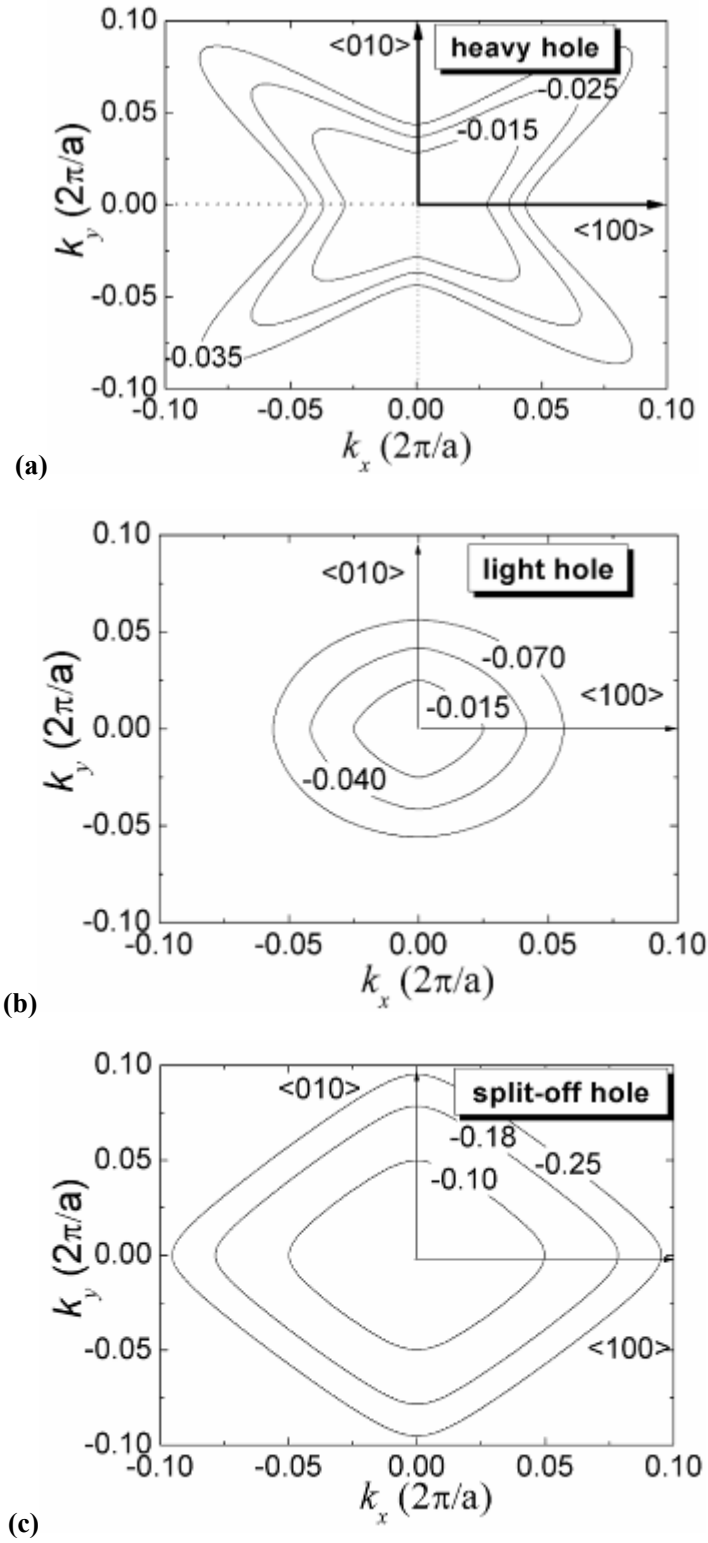 0.10
0.05
0.00
-0.05
-0.10
k_y (2π/a)
<010>
heavy hole
-0.025
-0.015
<100>
-0.035
-0.10 -0.05 0.00 0.05 0.10
k_x (2π/a)
(a)
0.10
0.05
0.00
-0.05
-0.10
k_y (2π/a)
<010>
light hole
-0.070
-0.015
<100>
-0.040
-0.10 -0.05 0.00 0.05 0.10
k_x (2π/a)
(b)
0.10
0.05
0.00
-0.05
-0.10
k_y (2π/a)
<010>
split-off hole
-0.18
-0.25
-0.10
<100>
-0.10 -0.05 0.00 0.05 0.10
k_x (2π/a)
(c)